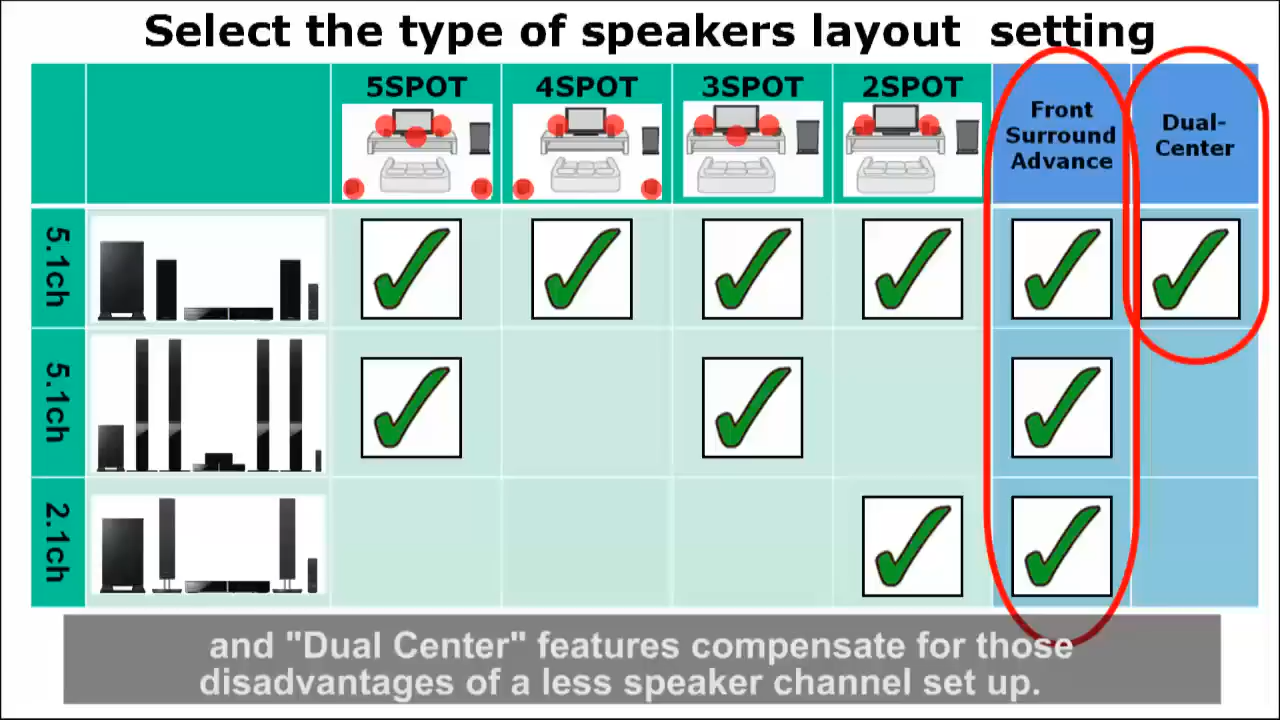 Select the type of speakers layout setting
5SPOT
4SPOT
3SPOT
2SPOT
Front
Surround
Advance
Dual-
Center
5.1ch
5.1ch
2.1ch
and "Dual Center" features compensate for those
disadvantages of a less speaker channel set up.